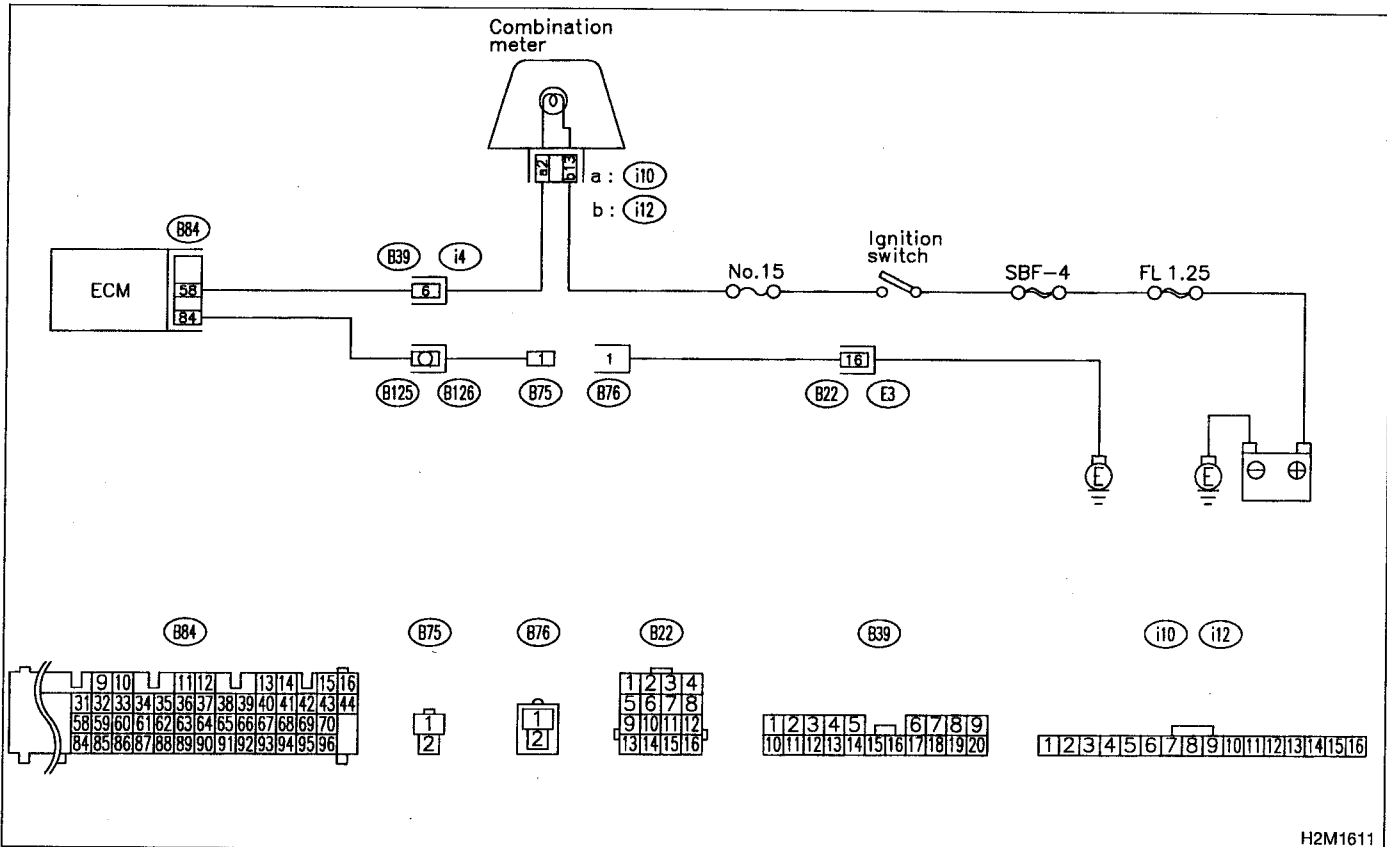 Combination
meter
a2 b13
a : i10
b : i12
B84
B39 i4
Ignition
switch
No.15
SBF-4
FL 1.25
ECM
58
6
84
1
1
16
B125 B126 B75 B76 B22 E3
E
E
⊖ ⊕
B84 B75 B76 B22 B39 i10 i12
9 10 11 12 13 14 15 16
31 32 33 34 35 36 37 38 39 40 41 42 43 44
58 59 60 61 62 63 64 65 66 67 68 69 70
84 85 86 87 88 89 90 91 92 93 94 95 96
1
2
1
2
1 2 3 4
5 6 7 8
9 10 11 12
13 14 15 16
1 2 3 4 5 6 7 8 9
10 11 12 13 14 15 16 17 18 19 20
1 2 3 4 5 6 7 8 9 10 11 12 13 14 15 16
H2M1611